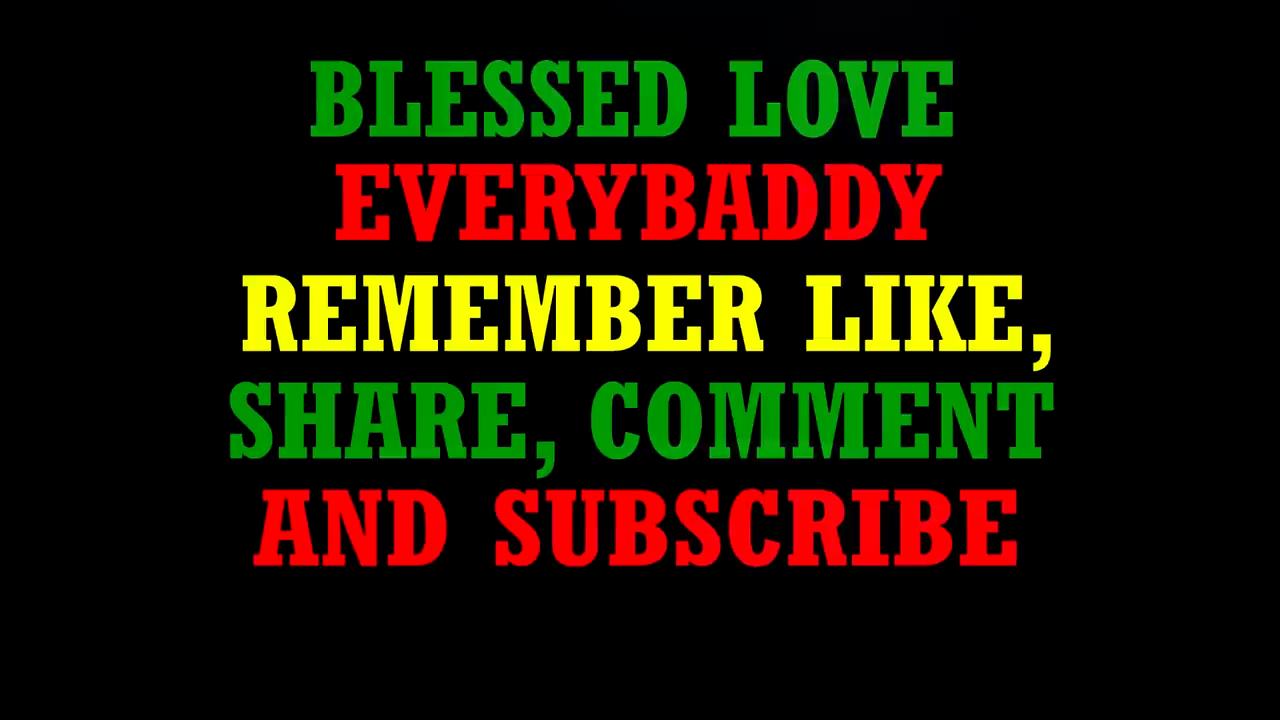 BLESSED LOVE
EVERYBADDY
REMEMBER LIKE,
SHARE, COMMENT
AND SUBSCRIBE